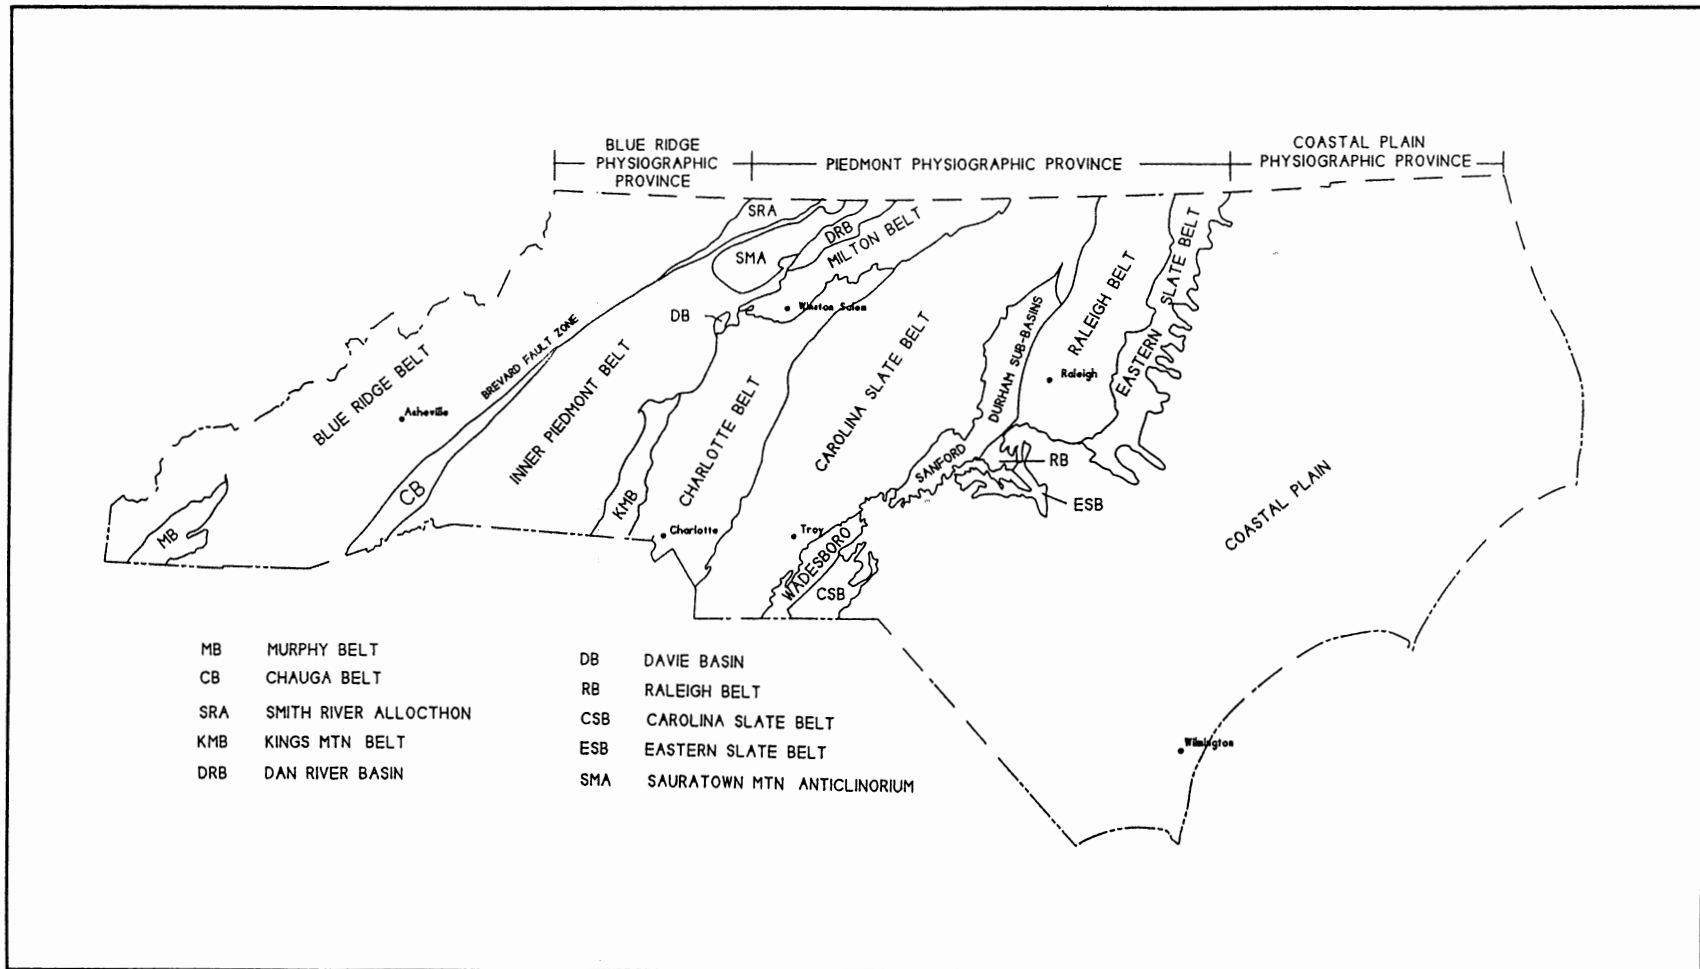 BLUE RIDGE
PHYSIOGRAPHIC
PROVINCE
PIEDMONT PHYSIOGRAPHIC PROVINCE
COASTAL PLAIN
PHYSIOGRAPHIC PROVINCE
SRA
DRB
MILTON BELT
SMA
DB
Winston Salem
BREVARD FAULT ZONE
BLUE RIDGE BELT
Asheville
INNER PIEDMONT BELT
CB
MB
KMB
CHARLOTTE BELT
Charlotte
CAROLINA SLATE BELT
DURHAM SUB-BASINS
SANFORD
RALEIGH BELT
Raleigh
EASTERN SLATE BELT
RB
ESB
Troy
WADESBORO
CSB
COASTAL PLAIN
Wilmington
MB MURPHY BELT
CB CHAUGA BELT
SRA SMITH RIVER ALLOCTHON
KMB KINGS MTN BELT
DRB DAN RIVER BASIN
DB DAVIE BASIN
RB RALEIGH BELT
CSB CAROLINA SLATE BELT
ESB EASTERN SLATE BELT
SMA SAURATOWN MTN ANTICLINORIUM